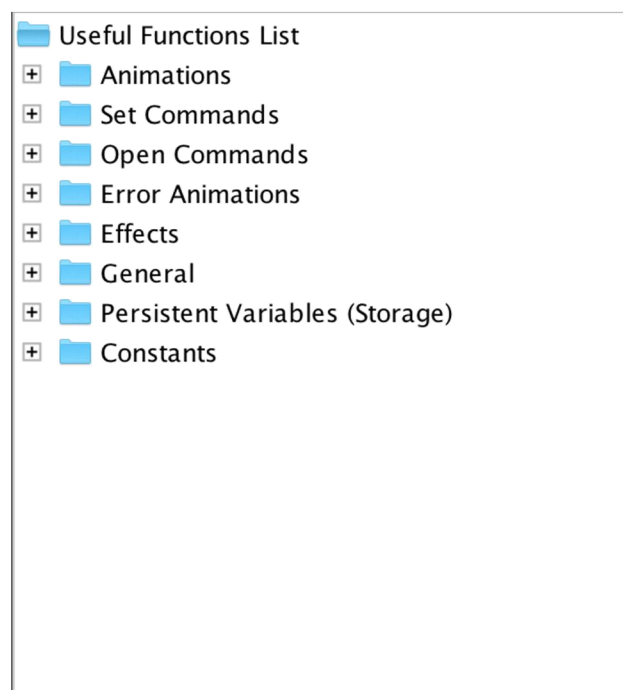 Useful Functions List
Animations
Set Commands
Open Commands
Error Animations
Effects
General
Persistent Variables (Storage)
Constants